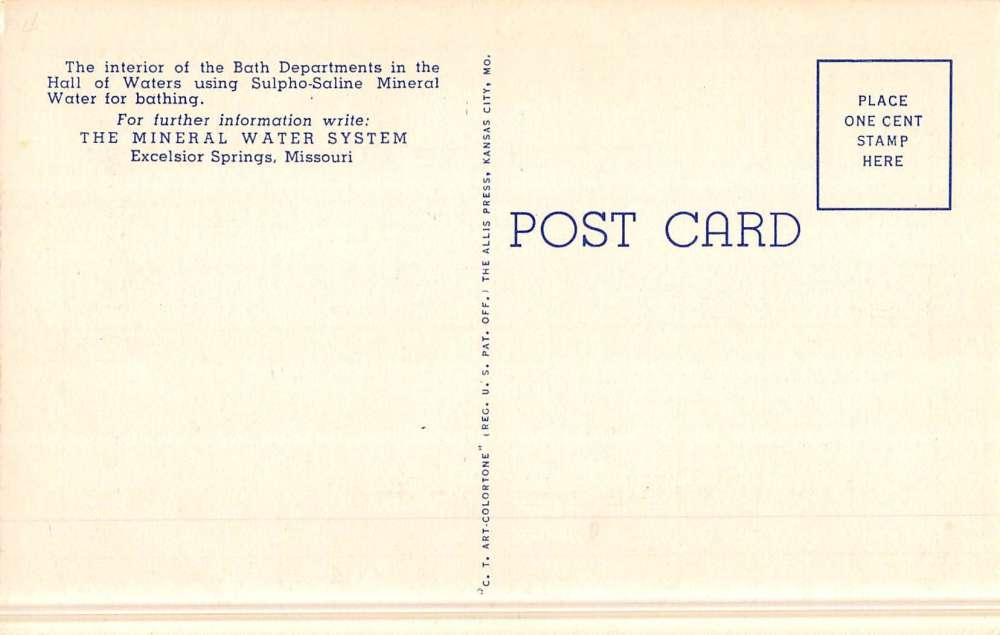 The interior of the Bath Departments in the
Hall of Waters using Sulpho-Saline Mineral
Water for bathing.
For further information write:
THE MINERAL WATER SYSTEM
Excelsior Springs, Missouri
"C. T. ART-COLORTONE" (REG. U. S. PAT. OFF.) THE ALLIS PRESS, KANSAS CITY, MO.
POST CARD
PLACE
ONE CENT
STAMP
HERE